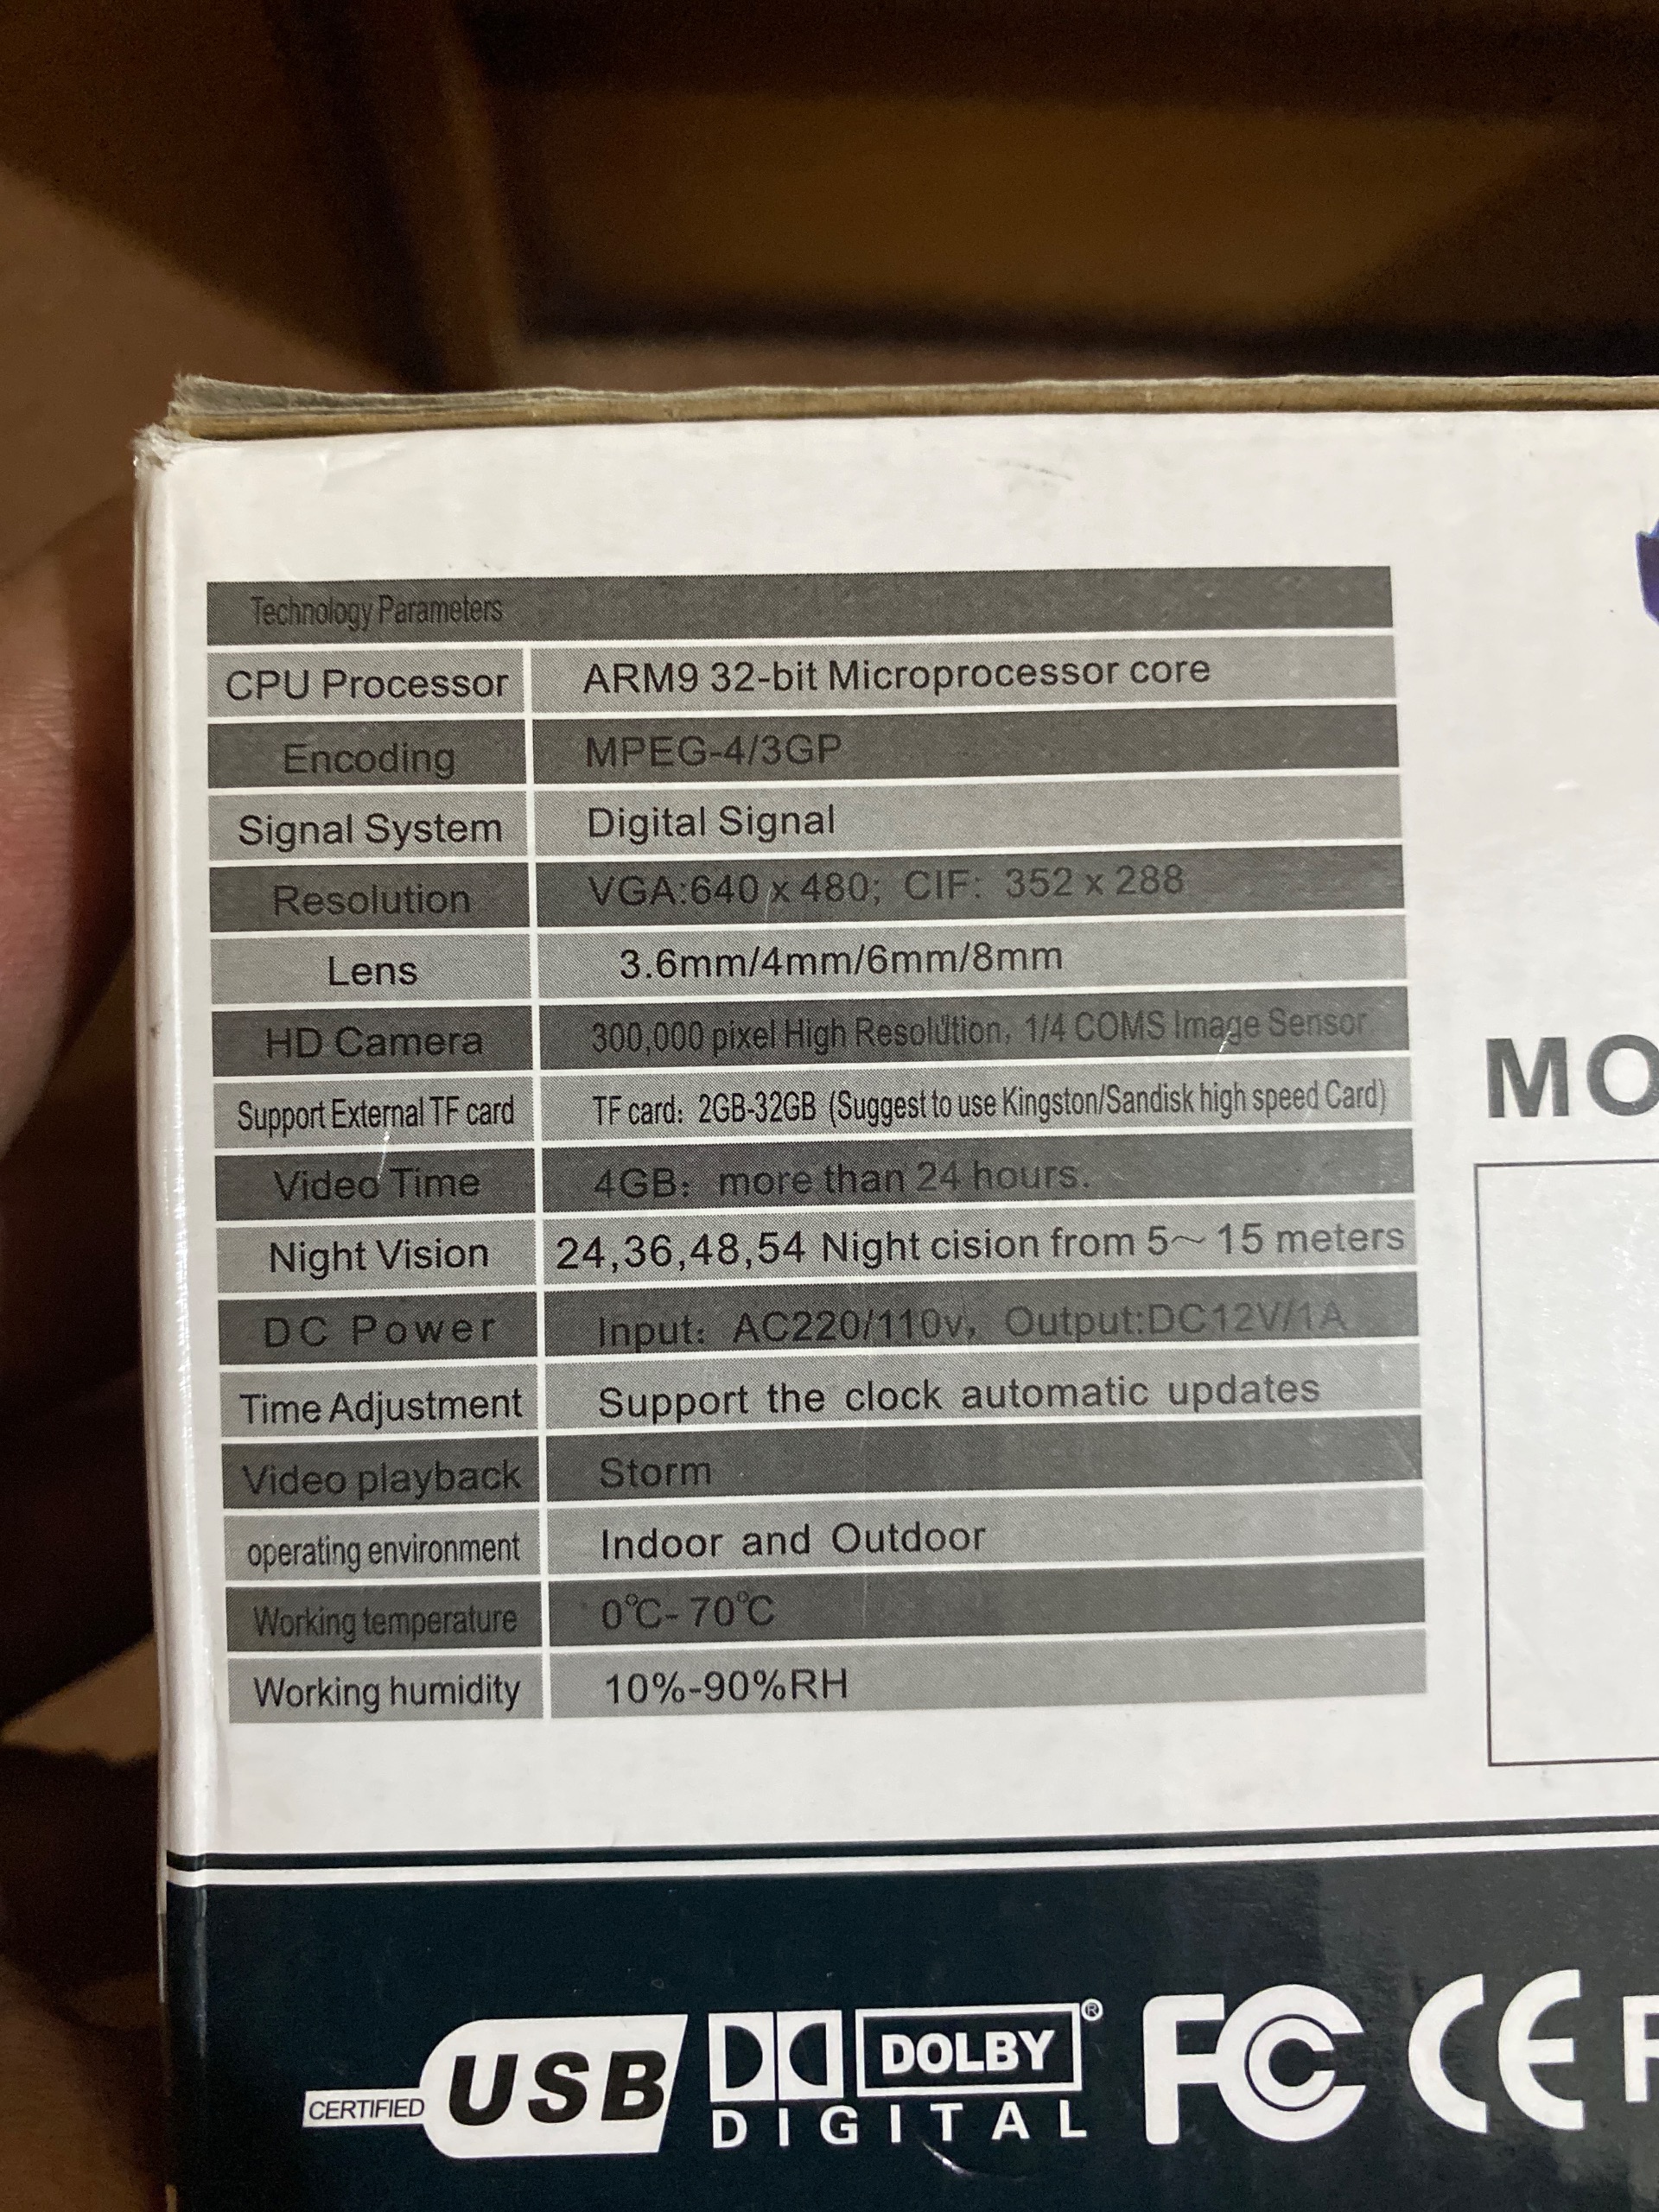 Technology Parameters
CPU Processor ARM9 32-bit Microprocessor core
Encoding MPEG-4/3GP
Signal System Digital Signal
Resolution VGA:640 x 480; CIF: 352 x 288
Lens 3.6mm/4mm/6mm/8mm
HD Camera 300,000 pixel High Resolution, 1/4 COMS Image Sensor
Support External TF card TF card: 2GB-32GB (Suggest to use Kingston/Sandisk high speed Card)
Video Time 4GB: more than 24 hours.
Night Vision 24,36,48,54 Night cision from 5~15 meters
DC Power Input: AC220/110v, Output:DC12V/1A
Time Adjustment Support the clock automatic updates
Video playback Storm
operating environment Indoor and Outdoor
Working temperature 0℃-70℃
Working humidity 10%-90%RH
MO
CERTIFIED USB DOLBY® FC CE
DIGITAL